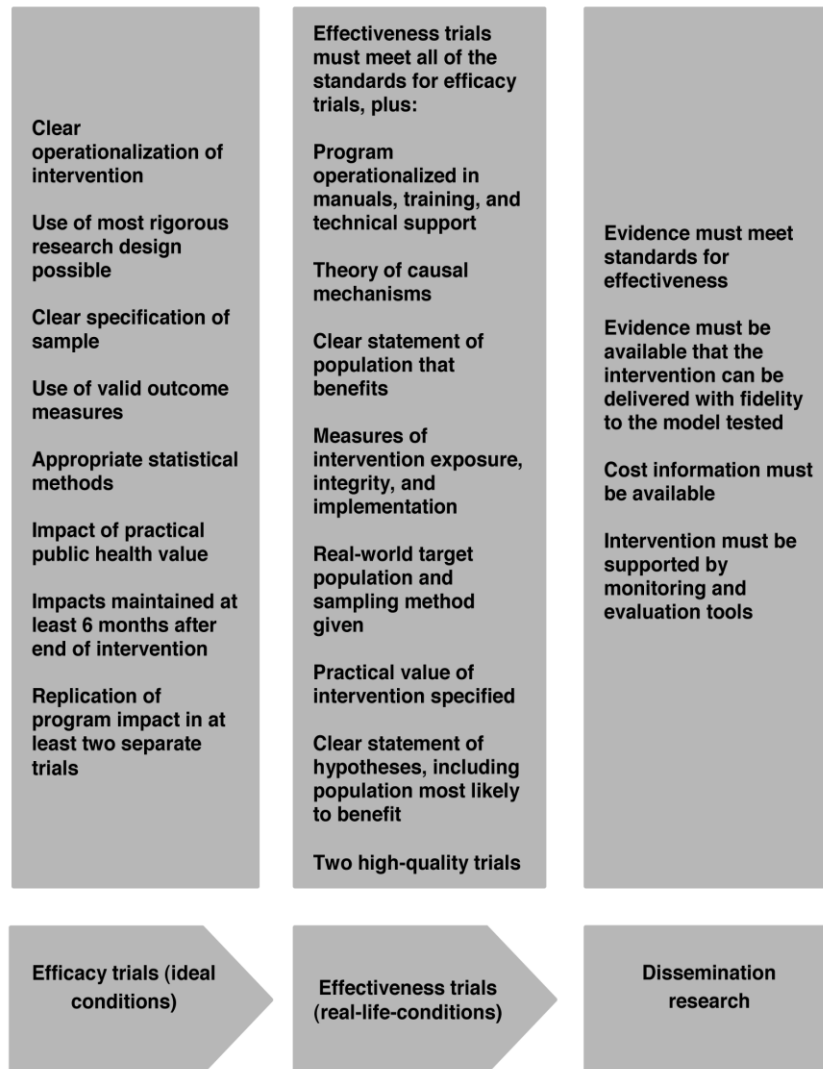 Clear
operationalization of
intervention
Use of most rigorous
research design
possible
Clear specification of
sample
Use of valid outcome
measures
Appropriate statistical
methods
Impact of practical
public health value
Impacts maintained at
least 6 months after
end of intervention
Replication of
program impact in at
least two separate
trials
Effectiveness trials
must meet all of the
standards for efficacy
trials, plus:
Program
operationalized in
manuals, training, and
technical support
Theory of causal
mechanisms
Clear statement of
population that
benefits
Measures of
intervention exposure,
integrity, and
implementation
Real-world target
population and
sampling method
given
Practical value of
intervention specified
Clear statement of
hypotheses, including
population most likely
to benefit
Two high-quality trials
Evidence must meet
standards for
effectiveness
Evidence must be
available that the
intervention can be
delivered with fidelity
to the model tested
Cost information must
be available
Intervention must be
supported by
monitoring and
evaluation tools
Efficacy trials (ideal
conditions)
Effectiveness trials
(real-life-conditions)
Dissemination
research